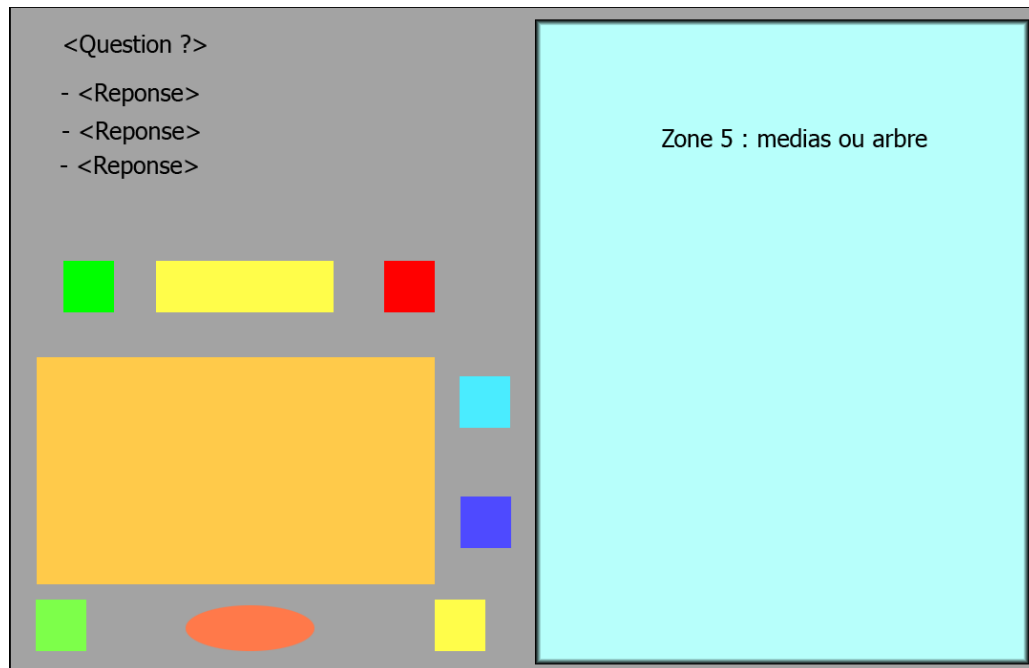 <Question ?>
- <Reponse>
- <Reponse>
- <Reponse>
Zone 5 : medias ou arbre